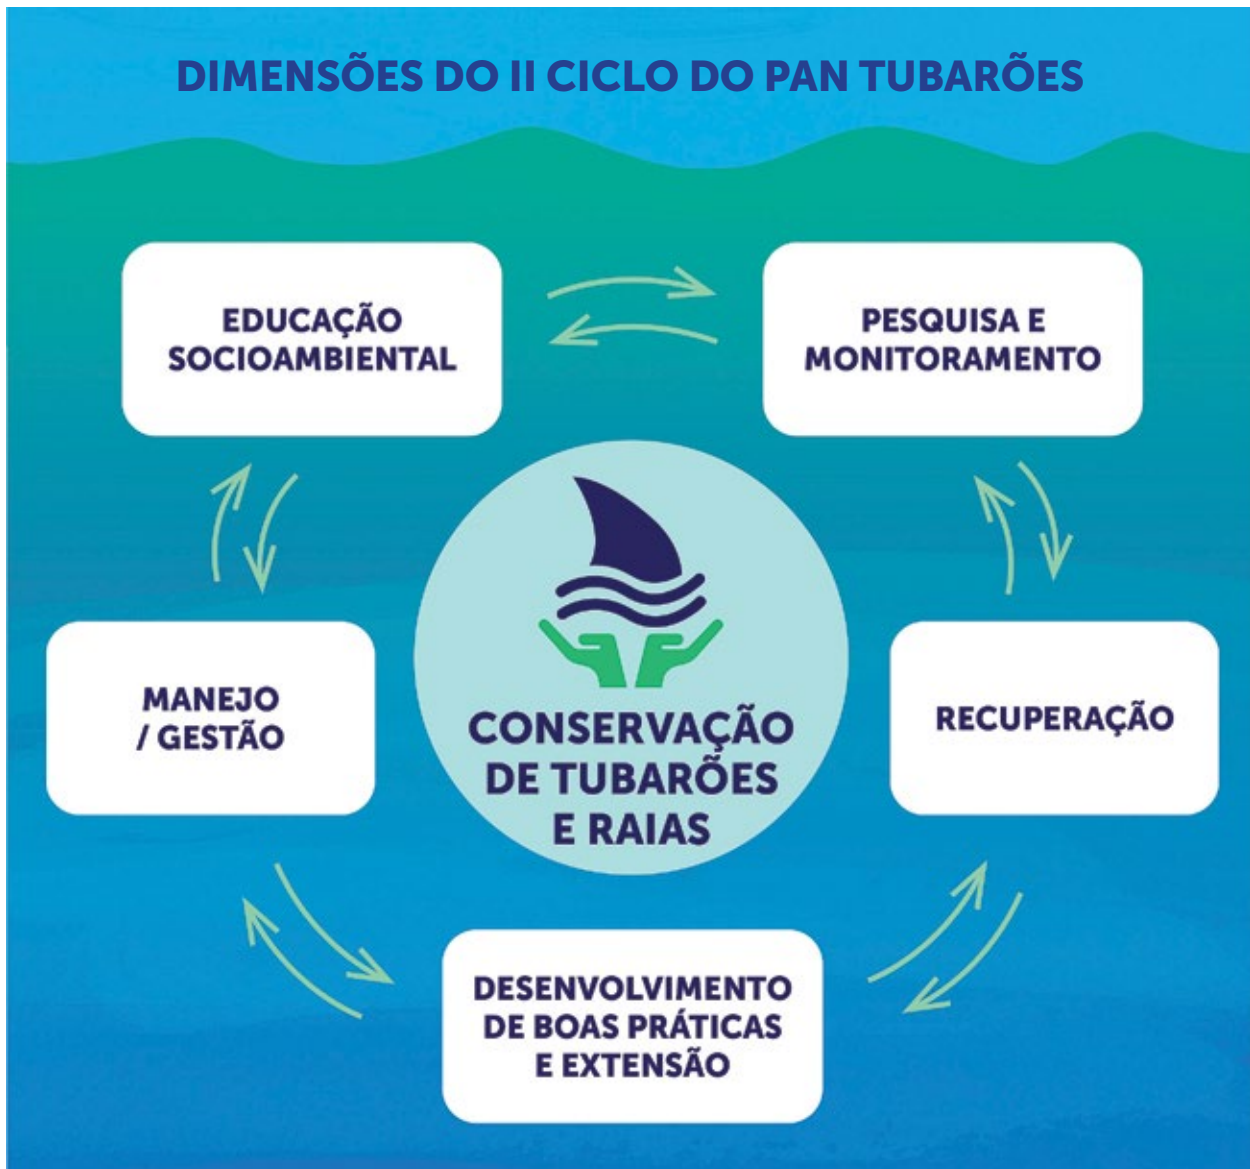 DIMENSÕES DO II CICLO DO PAN TUBARÕES
EDUCAÇÃO
SOCIOAMBIENTAL
PESQUISA E
MONITORAMENTO
MANEJO
/ GESTÃO
CONSERVAÇÃO
DE TUBARÕES
E RAIAS
RECUPERAÇÃO
DESENVOLVIMENTO
DE BOAS PRÁTICAS
E EXTENSÃO